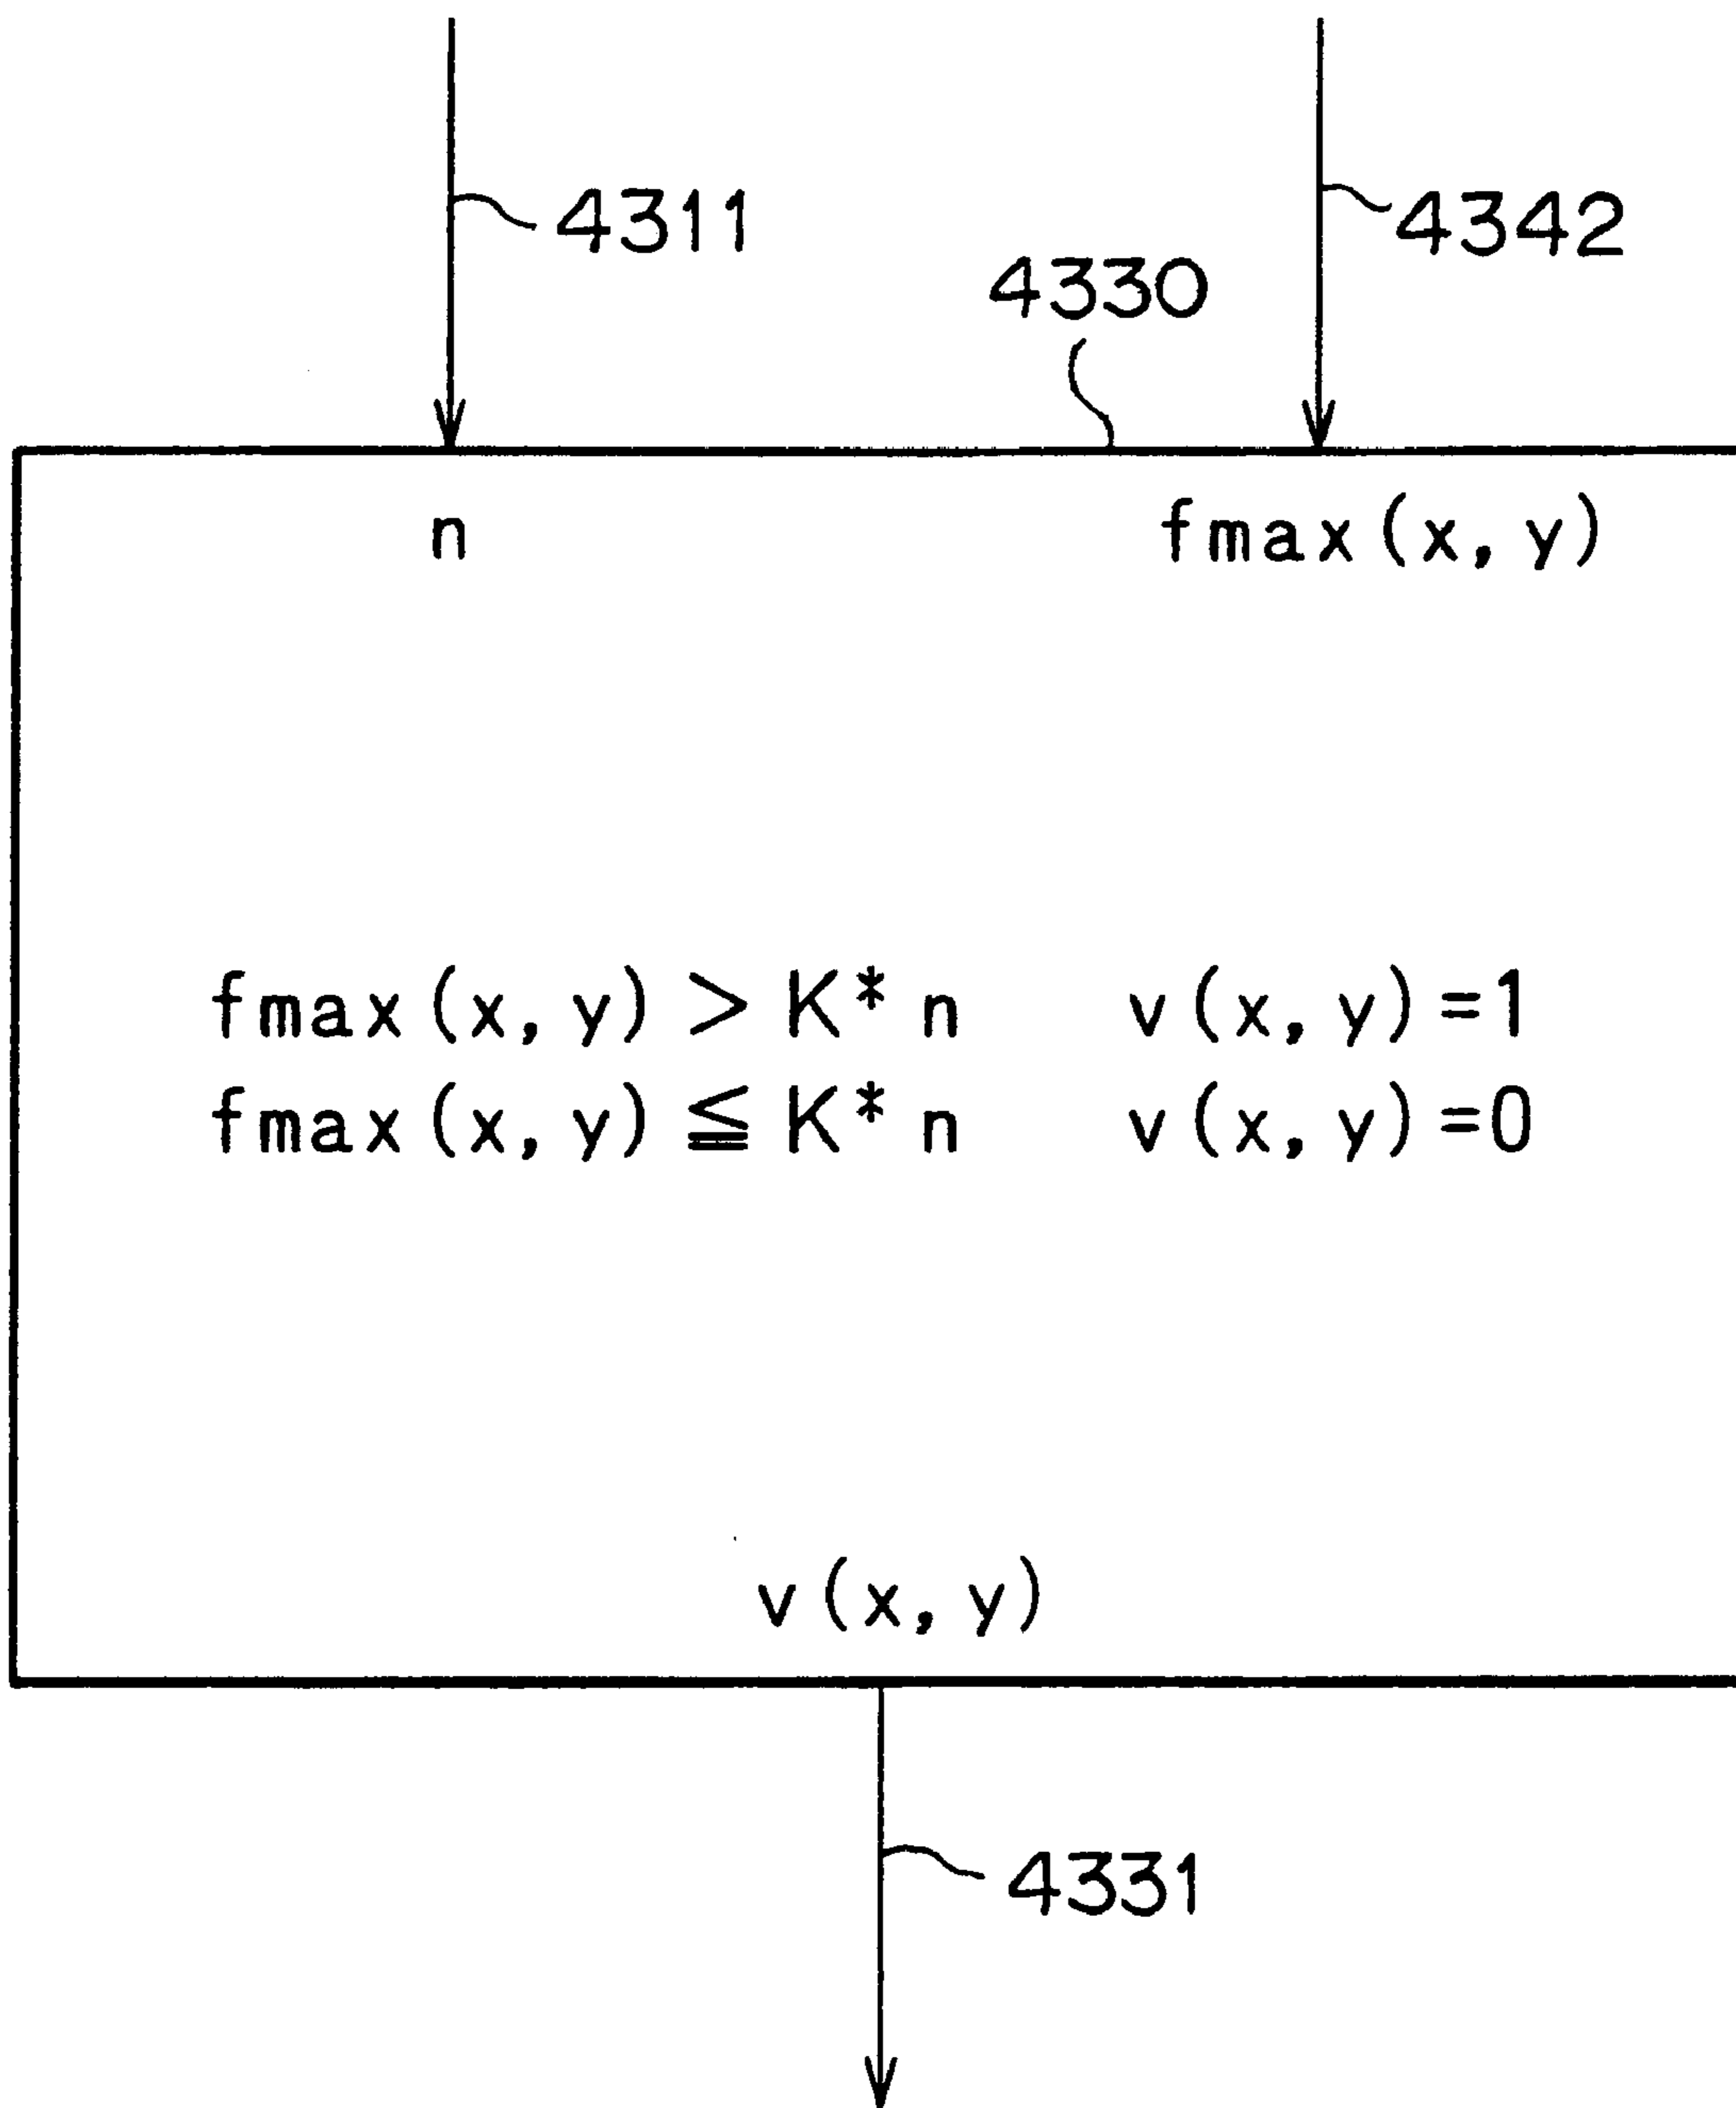 4311
4342
4330
n
fmax(x, y)
fmax(x, y) > K* n v(x, y)=1
fmax(x, y) ≦ K* n v(x, y)=0
v(x, y)
4331